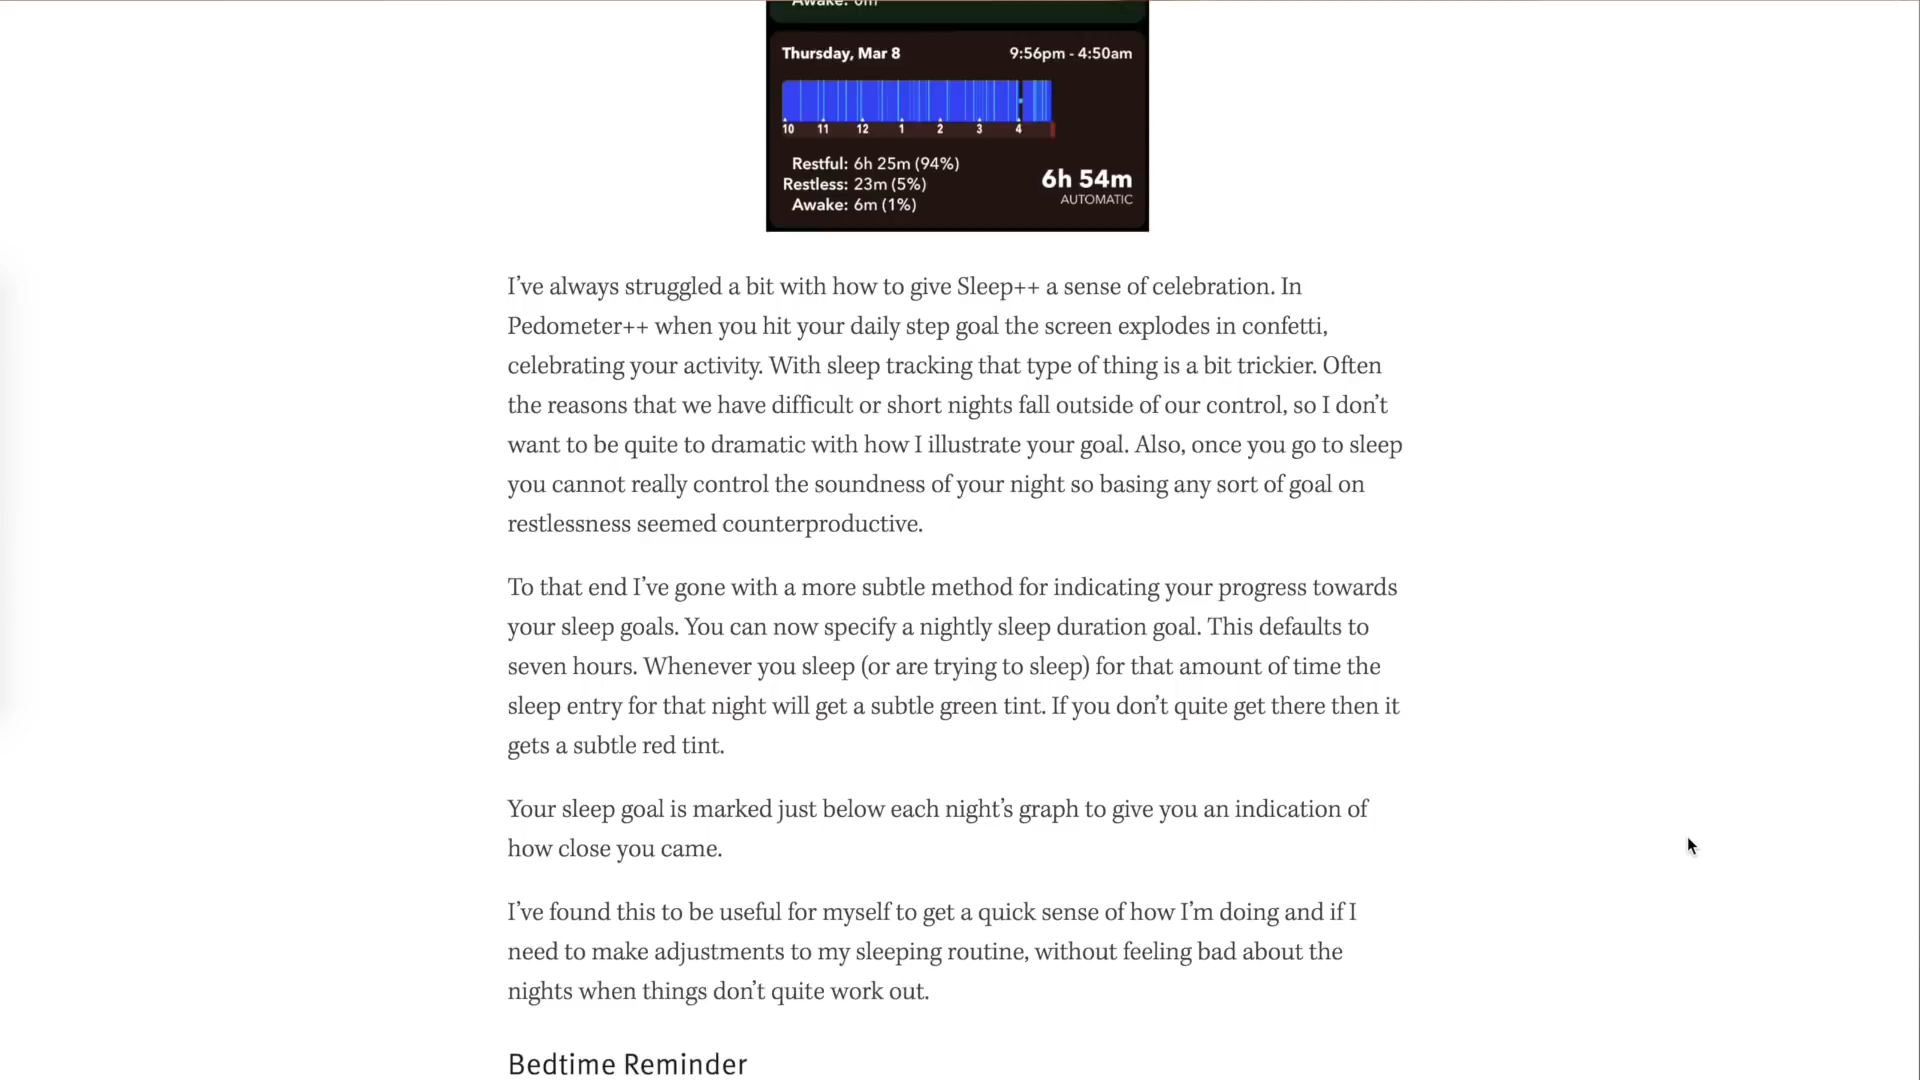 Awake: 6m
Thursday, Mar 8
9:56pm - 4:50am
10 11 12 1 2 3 4
Restful: 6h 25m (94%)
Restless: 23m (5%)
Awake: 6m (1%)
6h 54m
AUTOMATIC
I’ve always struggled a bit with how to give Sleep++ a sense of celebration. In
Pedometer++ when you hit your daily step goal the screen explodes in confetti,
celebrating your activity. With sleep tracking that type of thing is a bit trickier. Often
the reasons that we have difficult or short nights fall outside of our control, so I don’t
want to be quite to dramatic with how I illustrate your goal. Also, once you go to sleep
you cannot really control the soundness of your night so basing any sort of goal on
restlessness seemed counterproductive.
To that end I’ve gone with a more subtle method for indicating your progress towards
your sleep goals. You can now specify a nightly sleep duration goal. This defaults to
seven hours. Whenever you sleep (or are trying to sleep) for that amount of time the
sleep entry for that night will get a subtle green tint. If you don’t quite get there then it
gets a subtle red tint.
Your sleep goal is marked just below each night’s graph to give you an indication of
how close you came.
I’ve found this to be useful for myself to get a quick sense of how I’m doing and if I
need to make adjustments to my sleeping routine, without feeling bad about the
nights when things don’t quite work out.
Bedtime Reminder